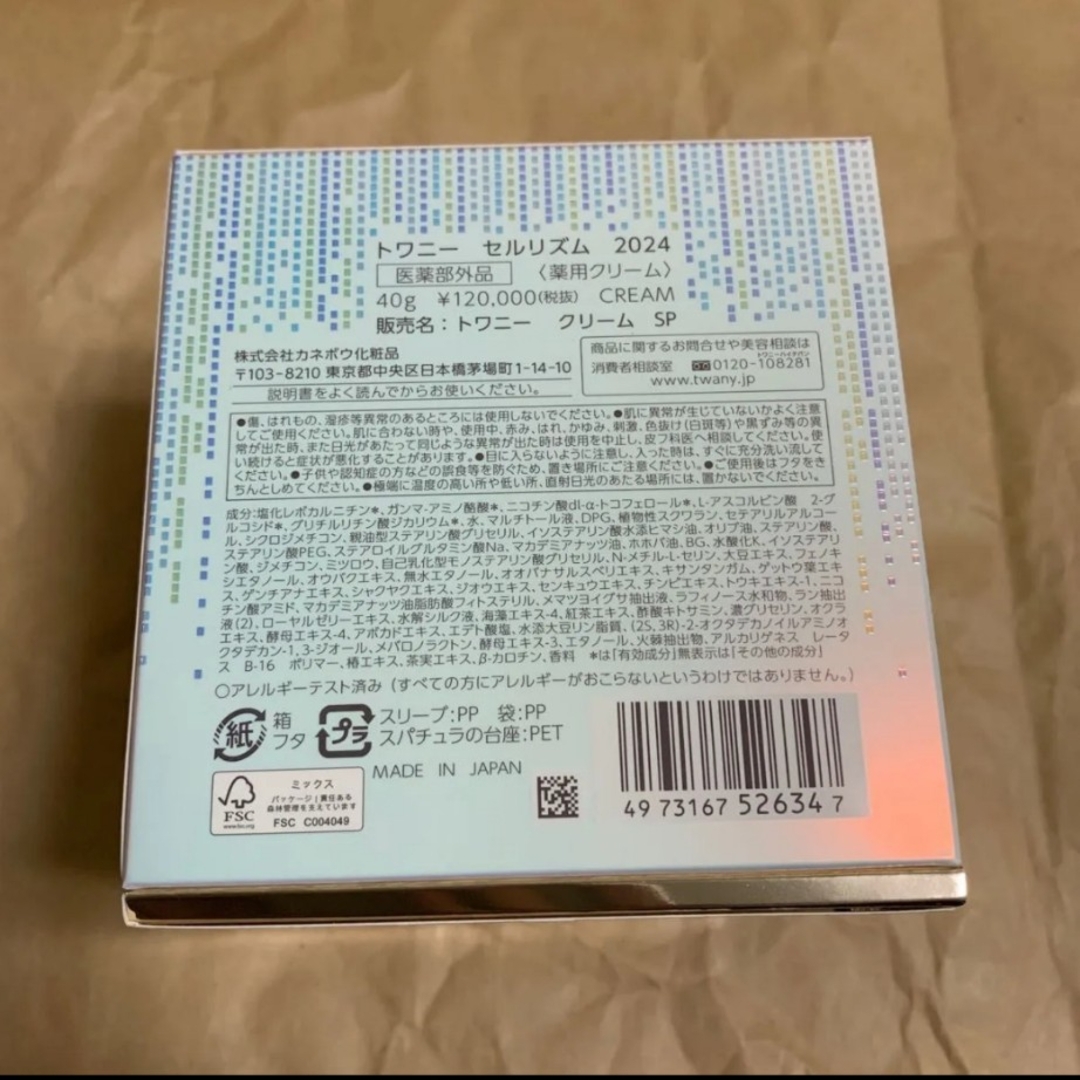 トワニー セルリズム 2024
医薬部外品 〈薬用クリーム〉
40g ¥120,000(税抜) CREAM
販売名：トワニー クリーム SP
株式会社カネボウ化粧品
〒103-8210 東京都中央区日本橋茅場町1-14-10
説明書をよく読んでからお使いください。
商品に関するお問合せや美容相談は
トワニーハイテバン
消費者相談室 0120-108281
www.twany.jp
●傷、はれもの、湿疹等異常のあるところには使用しないでください。●肌に異常が生じていないかよく注意
してご使用ください。肌に合わない時や、使用中、赤み、はれ、かゆみ、刺激、色抜け(白斑等)や黒ずみ等の異
常が出た時、また日光があたって同じような異常が出た時は使用を中止し、皮フ科医へ相談してください。使
い続けると症状が悪化することがあります。●目に入らないように注意し、入った時は、すぐに充分洗い流して
ください。●子供や認知症の方などの誤食等を防ぐため、置き場所にご注意ください。●ご使用後はフタをき
ちんとしめてください。●極端に温度の高い所や低い所、直射日光のあたる場所には、置かないでください。
成分:塩化レボカルニチン＊、ガンマ-アミノ酪酸＊、ニコチン酸dl-α-トコフェロール＊、L-アスコルビン酸 2-グ
ルコシド＊、グリチルリチン酸ジカリウム＊、水、マルチトール液、DPG、植物性スクワラン、セテアリルアルコー
ル、シクロジメチコン、親油型ステアリン酸グリセリル、イソステアリン酸水添ヒマシ油、オリブ油、ステアリン酸、
ステアリン酸PEG、ステアロイルグルタミン酸Na、マカデミアナッツ油、ホホバ油、BG、水酸化K、イソステアリ
ン酸、ジメチコン、ミツロウ、自己乳化型モノステアリン酸グリセリル、N-メチル-L-セリン、大豆エキス、フェノキ
シエタノール、オウバクエキス、無水エタノール、オオバナサルスベリエキス、キサンタンガム、ゲットウ葉エキ
ス、ゲンチアナエキス、シャクヤクエキス、ジオウエキス、センキュウエキス、チンピエキス、トウキエキス-1、ニコ
チン酸アミド、マカデミアナッツ油脂肪酸フィトステリル、メマツヨイグサ抽出液、ラフィノース水和物、ラン抽出
液(2)、ローヤルゼリーエキス、水解シルク液、海藻エキス-4、紅茶エキス、酢酸キトサミン、濃グリセリン、オクラ
エキス、酵母エキス-4、アボカドエキス、エデト酸塩、水添大豆リン脂質、(2S,3R)-2-オクタデカノイルアミノオ
クタデカン-1,3-ジオール、メバロノラクトン、酵母エキス-3、エタノール、火棘抽出物、アルカリゲネス レータ
ス B-16 ポリマー、椿エキス、茶実エキス、β-カロチン、香料 ＊は「有効成分」無表示は「その他の成分」
○アレルギーテスト済み(すべての方にアレルギーがおこらないというわけではありません。)
紙 箱 フタ
プラ スリーブ:PP 袋:PP
スパチュラの台座:PET
MADE IN JAPAN
FSC
www.fsc.org
ミックス
パッケージ | 責任ある
森林管理を支えています
FSC C004049
4973167526347